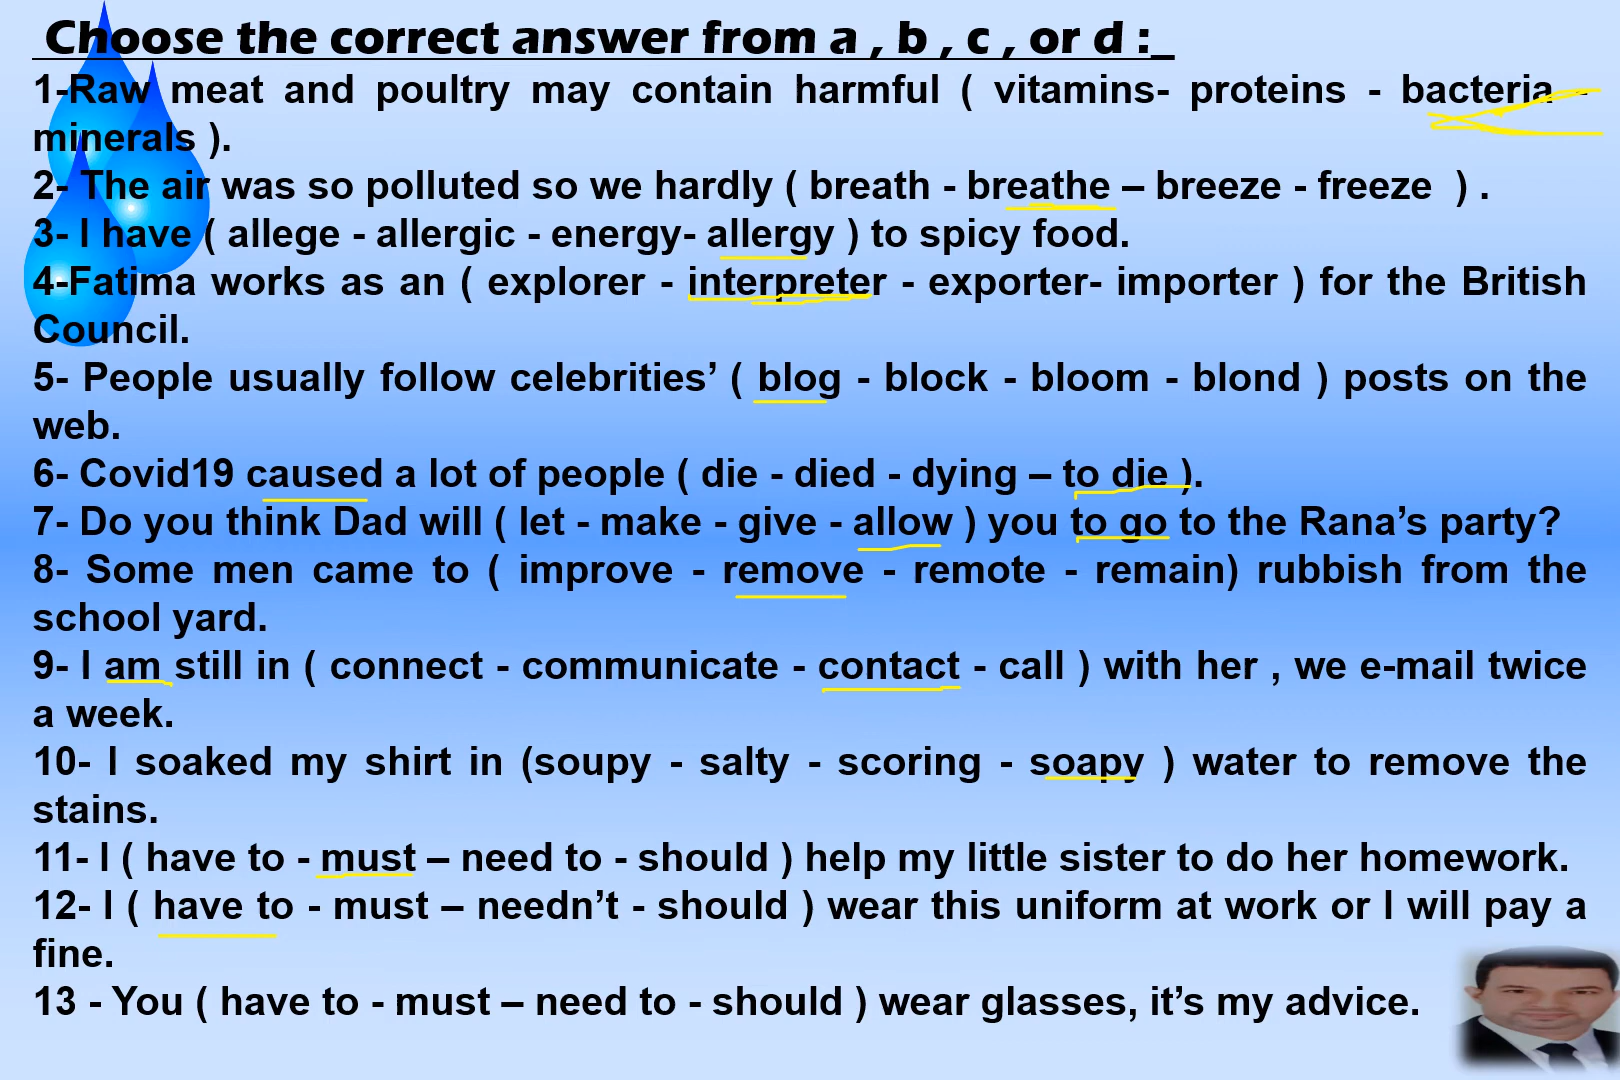 Choose the correct answer from a , b , c , or d :_
1-Raw meat and poultry may contain harmful ( vitamins- proteins - bacteria -
minerals ).
2- The air was so polluted so we hardly ( breath - breathe – breeze - freeze ) .
3- I have ( allege - allergic - energy- allergy ) to spicy food.
4-Fatima works as an ( explorer - interpreter - exporter- importer ) for the British
Council.
5- People usually follow celebrities’ ( blog - block - bloom - blond ) posts on the
web.
6- Covid19 caused a lot of people ( die - died - dying – to die ).
7- Do you think Dad will ( let - make - give - allow ) you to go to the Rana’s party?
8- Some men came to ( improve - remove - remote - remain) rubbish from the
school yard.
9- I am still in ( connect - communicate - contact - call ) with her , we e-mail twice
a week.
10- I soaked my shirt in (soupy - salty - scoring - soapy ) water to remove the
stains.
11- I ( have to - must – need to - should ) help my little sister to do her homework.
12- I ( have to - must – needn’t - should ) wear this uniform at work or I will pay a
fine.
13 - You ( have to - must – need to - should ) wear glasses, it’s my advice.